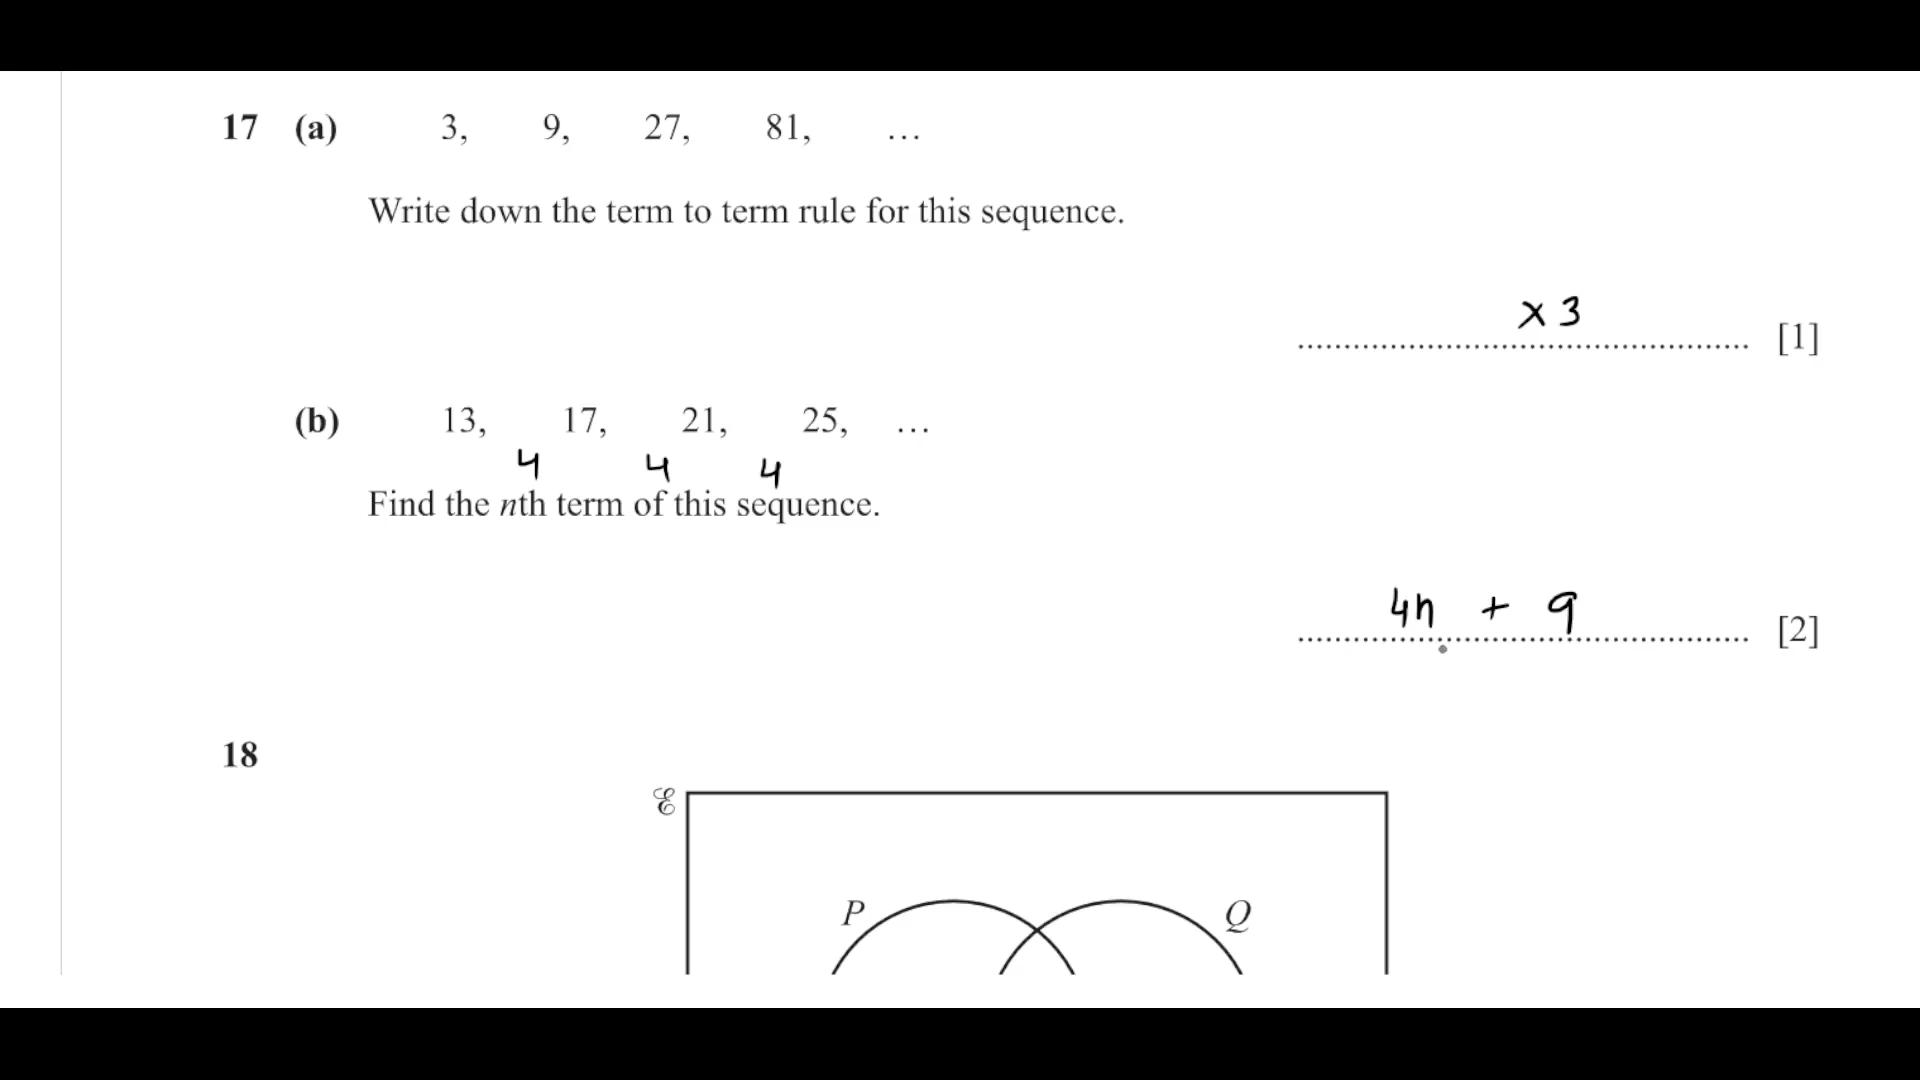 17 (a) 3, 9, 27, 81, ...
Write down the term to term rule for this sequence.
× 3
.................................................. [1]
(b) 13, 17, 21, 25, ...
4 4 4
Find the nth term of this sequence.
4n + 9
.................................................. [2]
18
ℰ
P Q